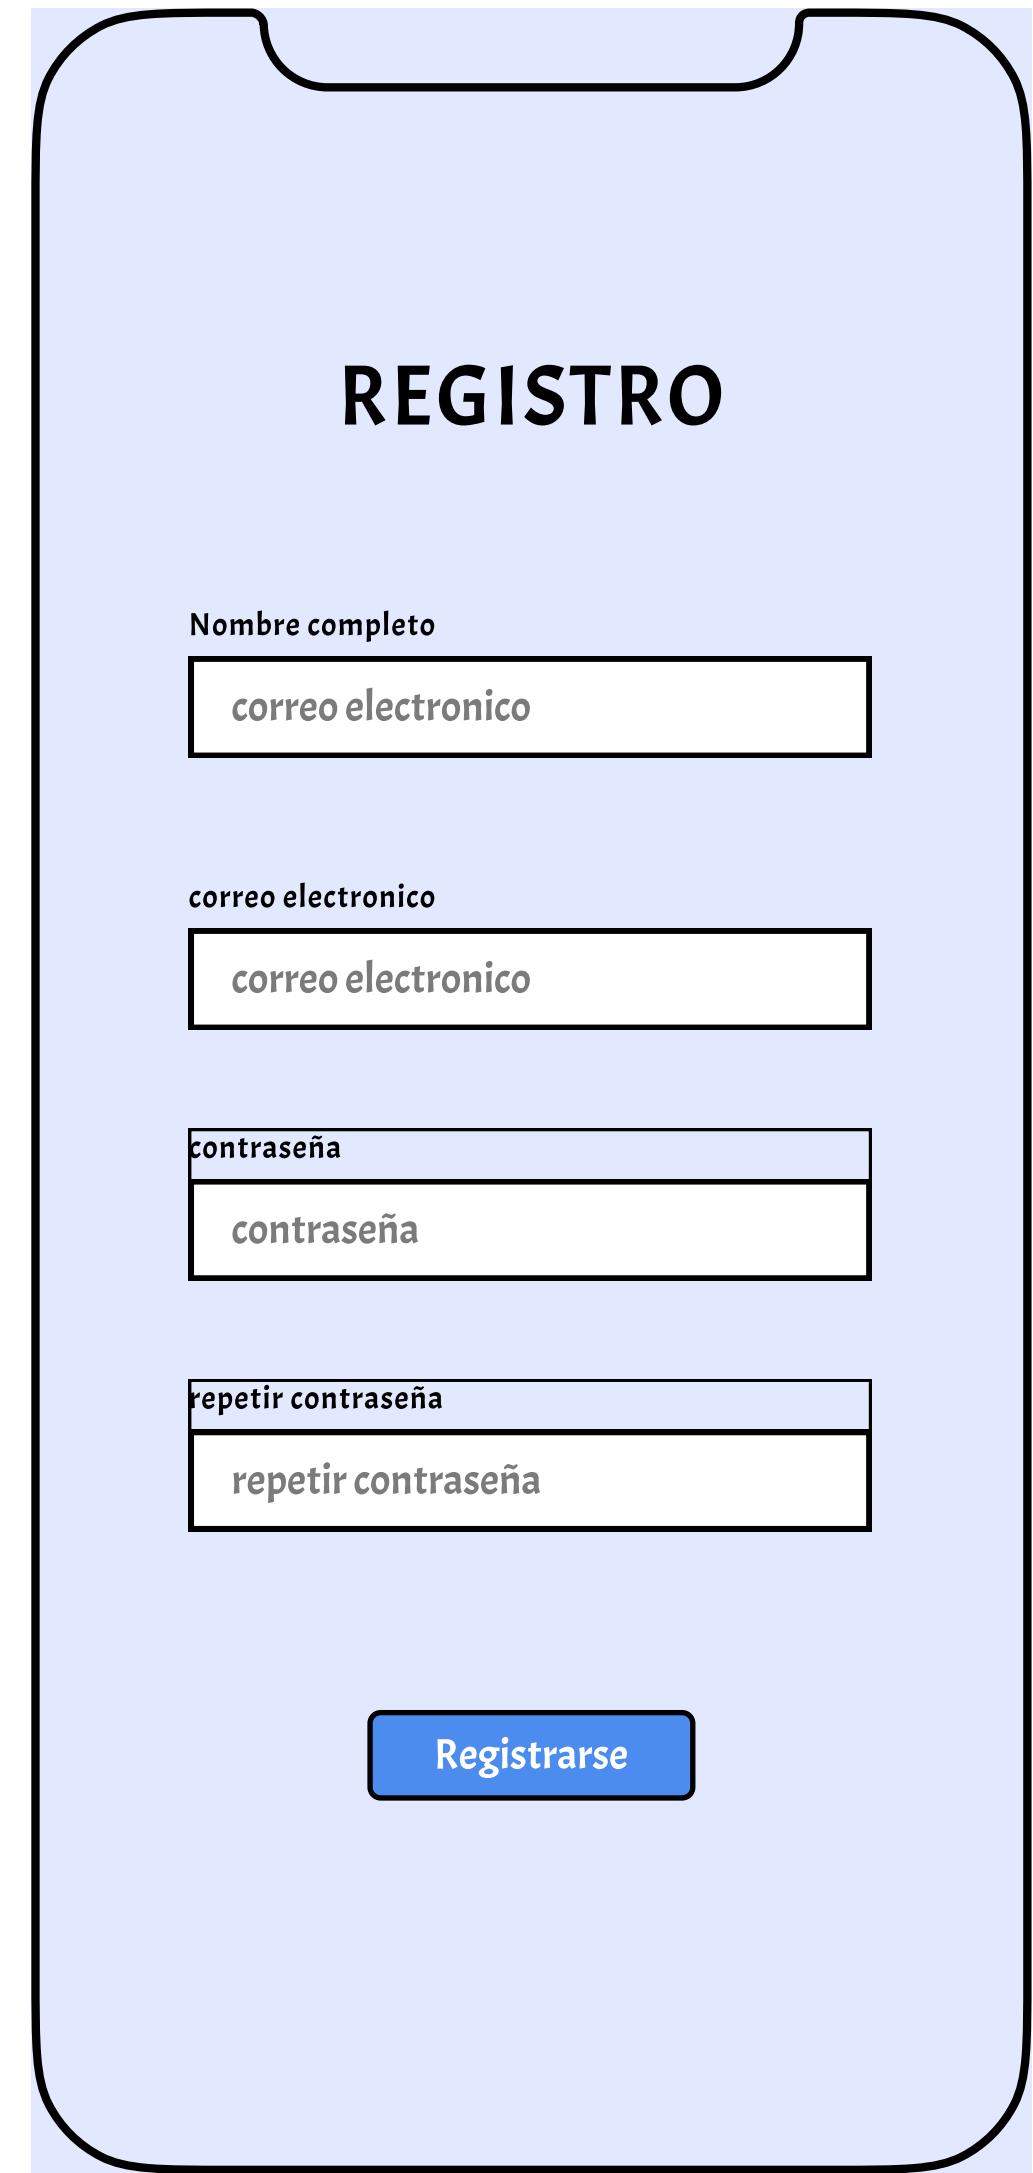 REGISTRO
Nombre completo
correo electronico
correo electronico
correo electronico
contraseña
contraseña
repetir contraseña
repetir contraseña
Registrarse